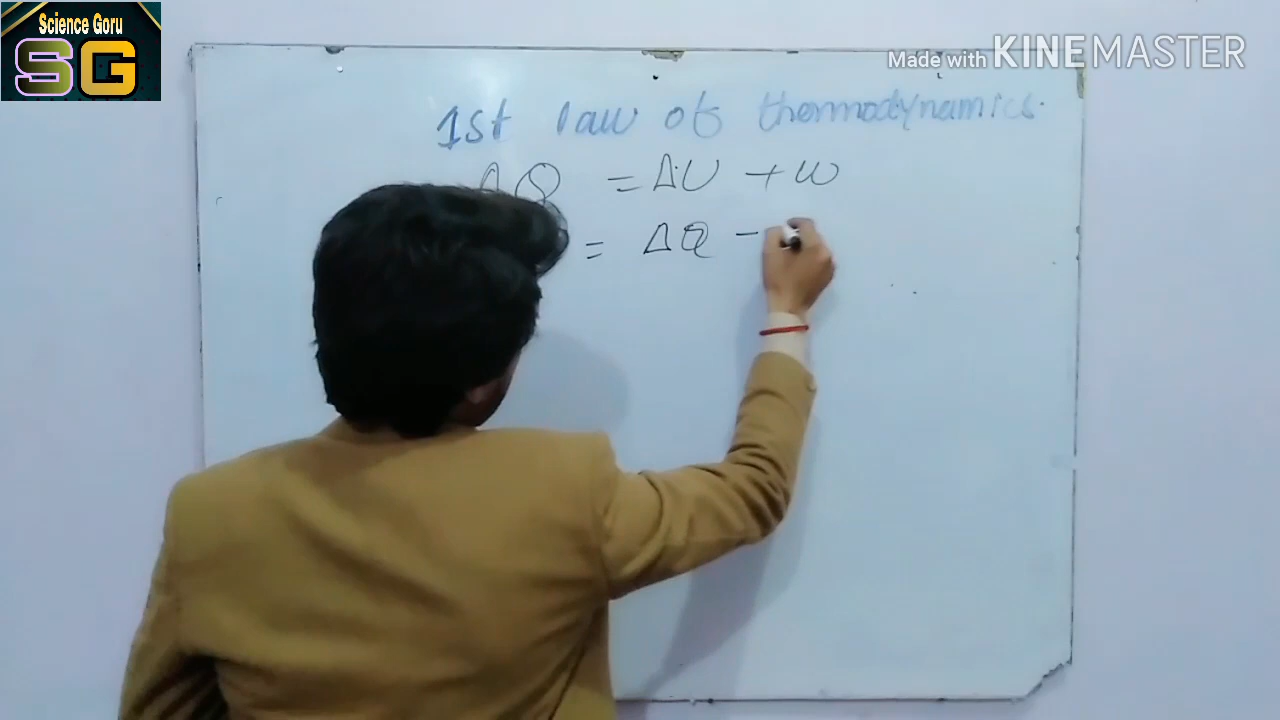 Science Goru
SG
Made with KINEMASTER
1st law of thermodynamics.
ΔQ = ΔU + W
= ΔQ -